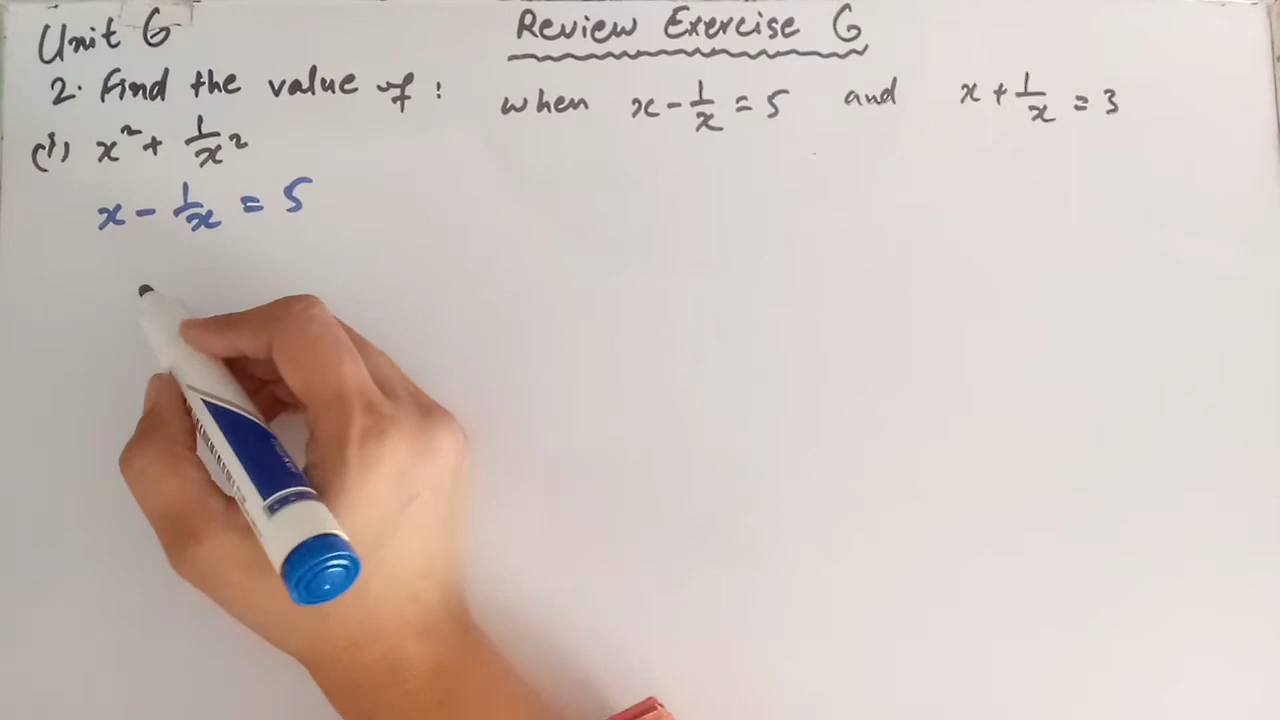 Unit 6
Review Exercise 6
2. Find the value of : when x - 1/x = 5 and x + 1/x = 3
(i) x² + 1/x²
x - 1/x = 5